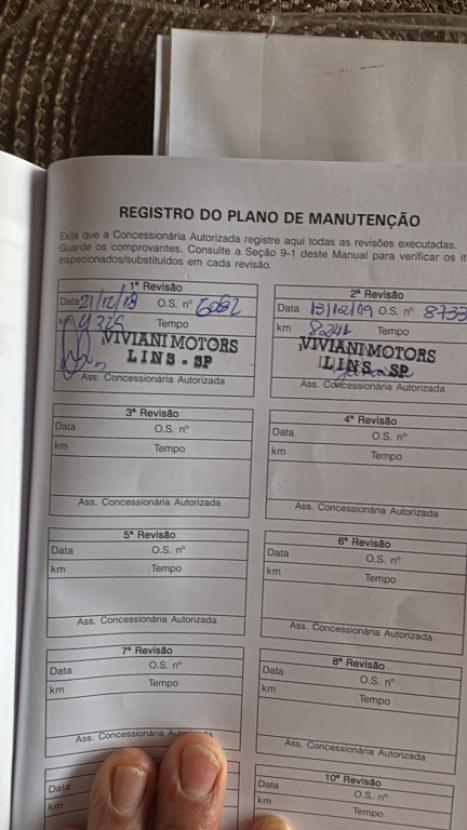 REGISTRO DO PLANO DE MANUTENÇÃO
Exija que a Concessionária Autorizada registre aqui todas as revisões executadas.
Guarde os comprovantes. Consulte a Seção 9-1 deste Manual para verificar os it
inspecionados/substituídos em cada revisão.
1ª Revisão
Data 21/12/ O.S. nº
km Tempo
VIVIANI MOTORS
LINS - SP
Ass. Concessionária Autorizada
2ª Revisão
Data 15/12/09 O.S. nº 8733
km 8241 Tempo
VIVIANI MOTORS
LINS - SP
Ass. Concessionária Autorizada
3ª Revisão
Data O.S. nº
km Tempo
Ass. Concessionária Autorizada
4ª Revisão
Data O.S. nº
km Tempo
Ass. Concessionária Autorizada
5ª Revisão
Data O.S. nº
km Tempo
Ass. Concessionária Autorizada
6ª Revisão
Data O.S. nº
km Tempo
Ass. Concessionária Autorizada
7ª Revisão
Data O.S. nº
km Tempo
Ass. Concessionária Autorizada
8ª Revisão
Data O.S. nº
km Tempo
Ass. Concessionária Autorizada
Data
km
10ª Revisão
Data O.S. nº
km Tempo